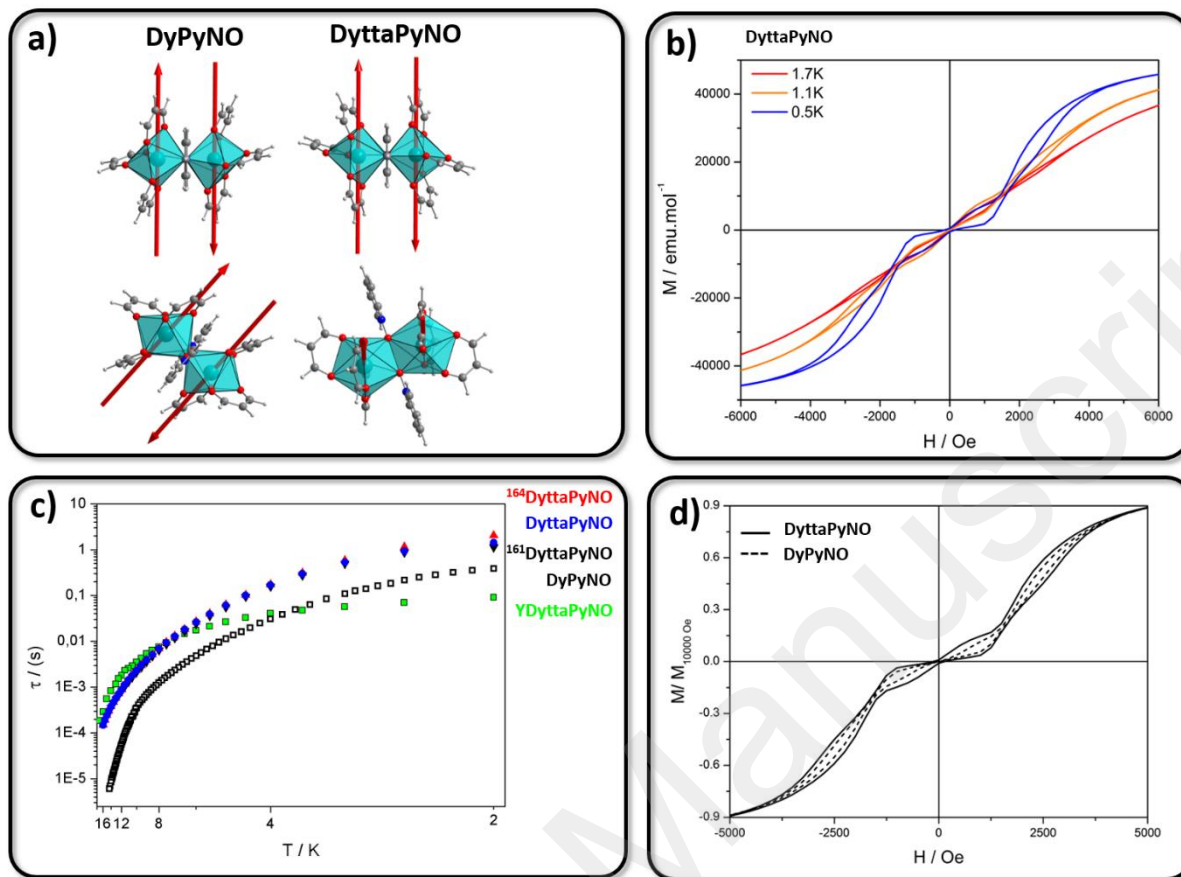 a)
DyPyNO
DyttaPyNO
b)
DyttaPyNO
1.7K
1.1K
0.5K
40000
20000
0
-20000
-40000
M / emu.mol⁻¹
-6000 -4000 -2000 0 2000 4000 6000
H / Oe
c)
10
1
0,1
0,01
1E-3
1E-4
1E-5
τ / (s)
16 12 8 4 2
T / K
¹⁶⁴DyttaPyNO
DyttaPyNO
¹⁶¹DyttaPyNO
DyPyNO
YDyttaPyNO
d)
DyttaPyNO
DyPyNO
0.9
0.6
0.3
0.0
-0.3
-0.6
-0.9
M/ M₁₀₀₀₀ Oe
-5000 -2500 0 2500 5000
H / Oe
Manuscri